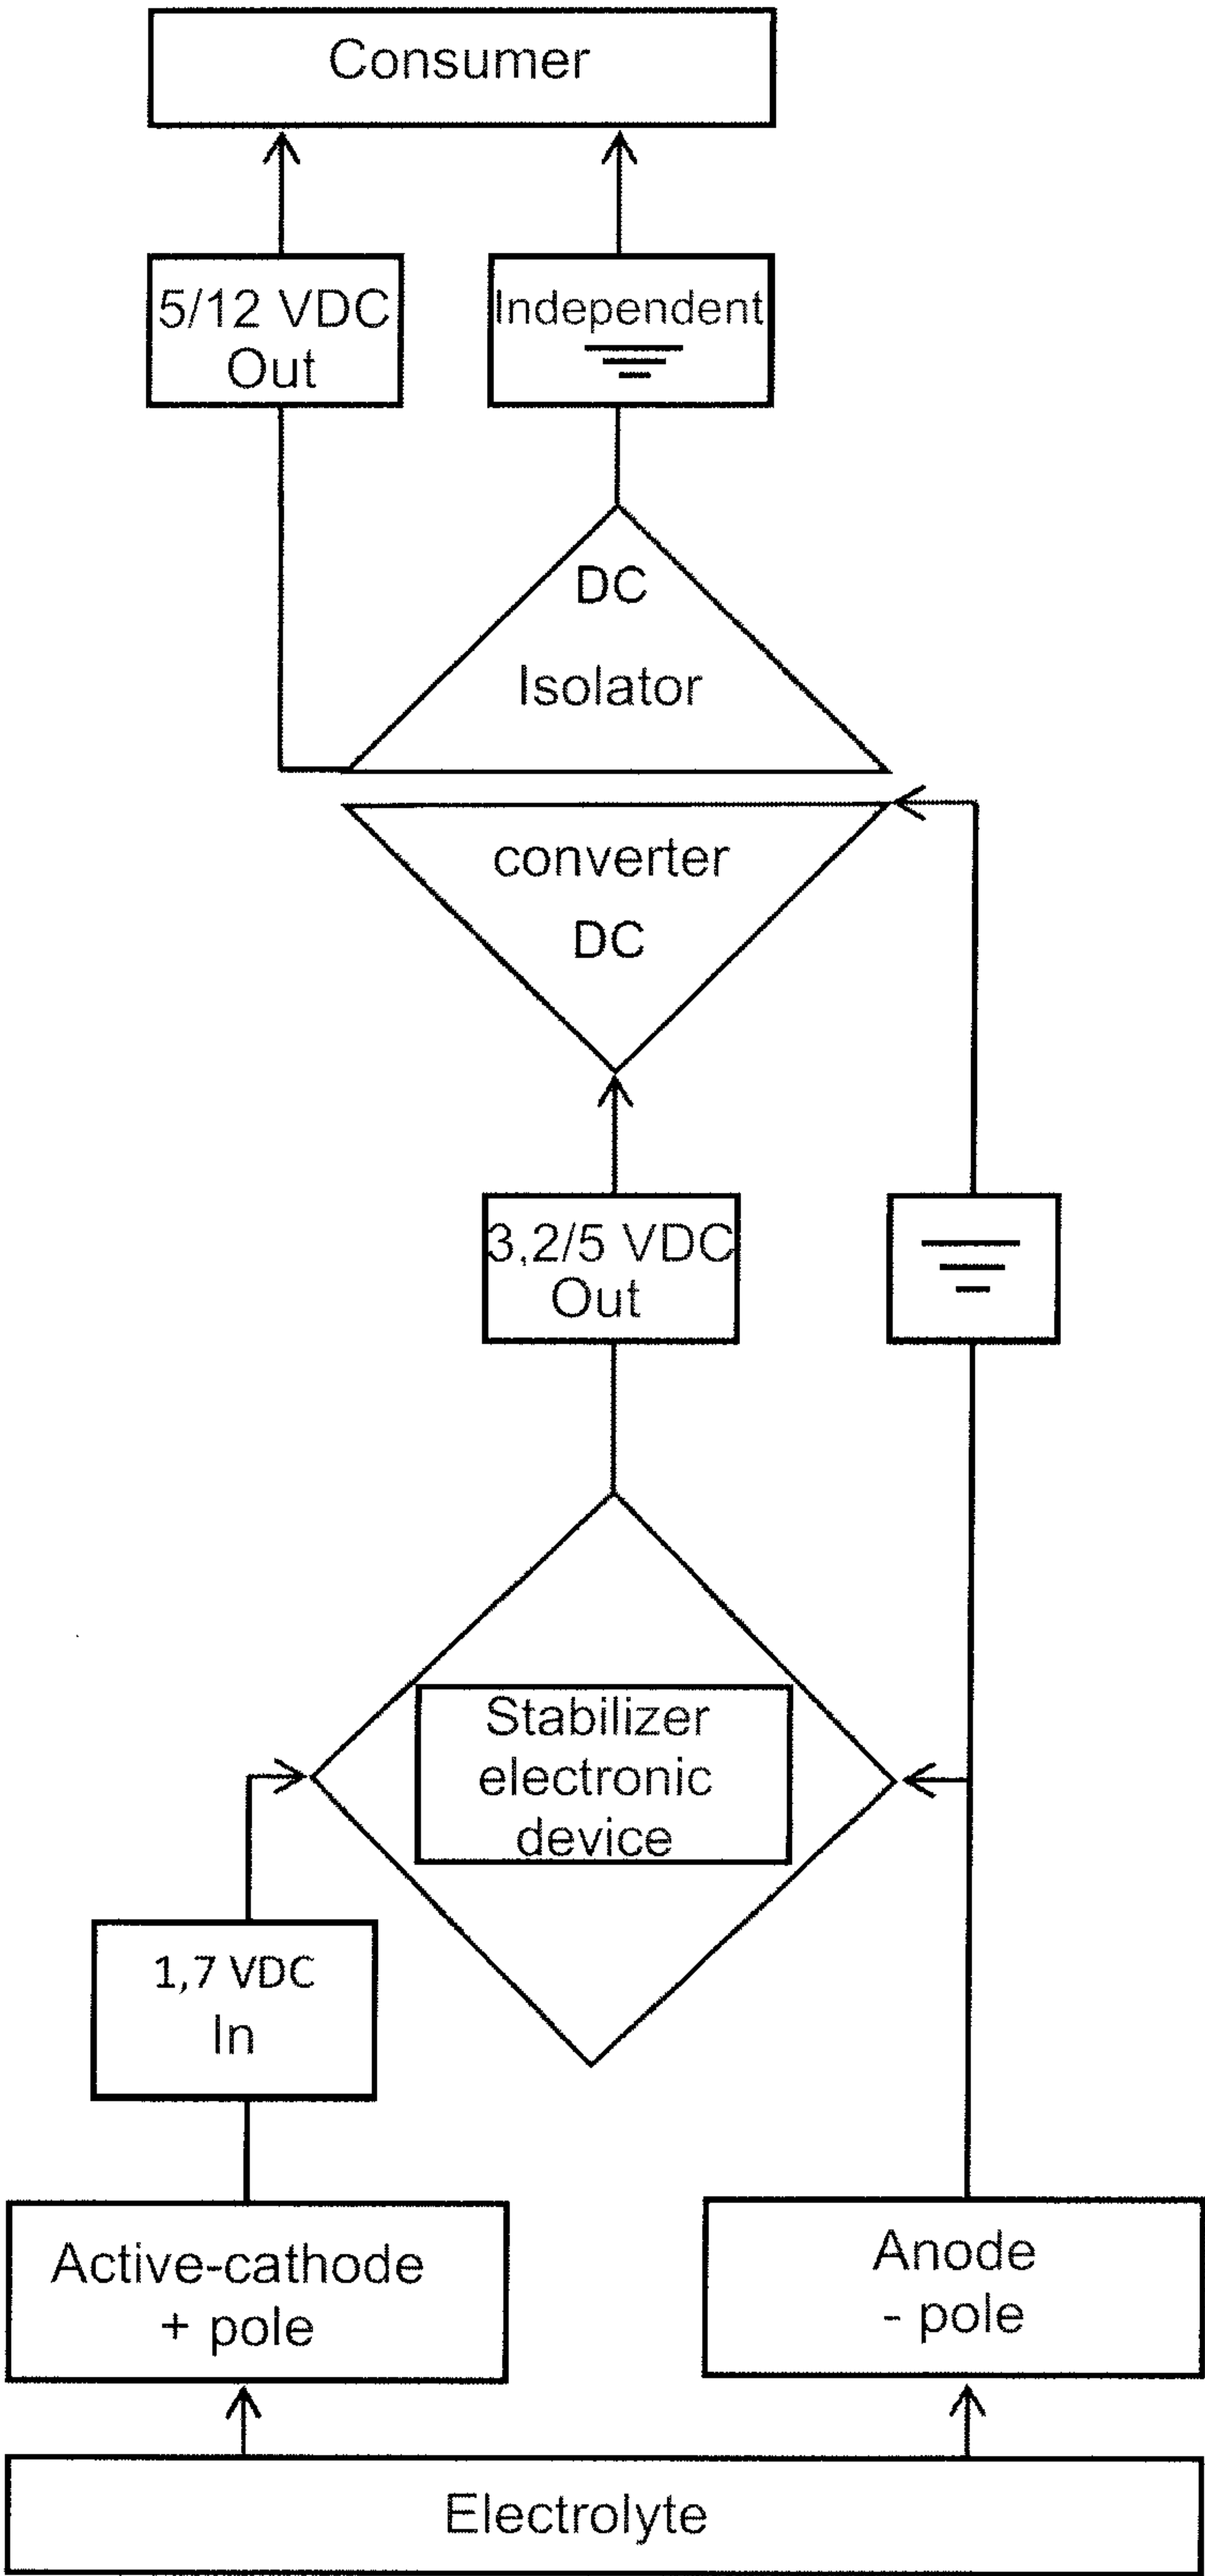 Consumer
5/12 VDC
Out
Independent
DC
Isolator
converter
DC
3,2/5 VDC
Out
Stabilizer
electronic
device
1,7 VDC
In
Active-cathode
+ pole
Anode
- pole
Electrolyte